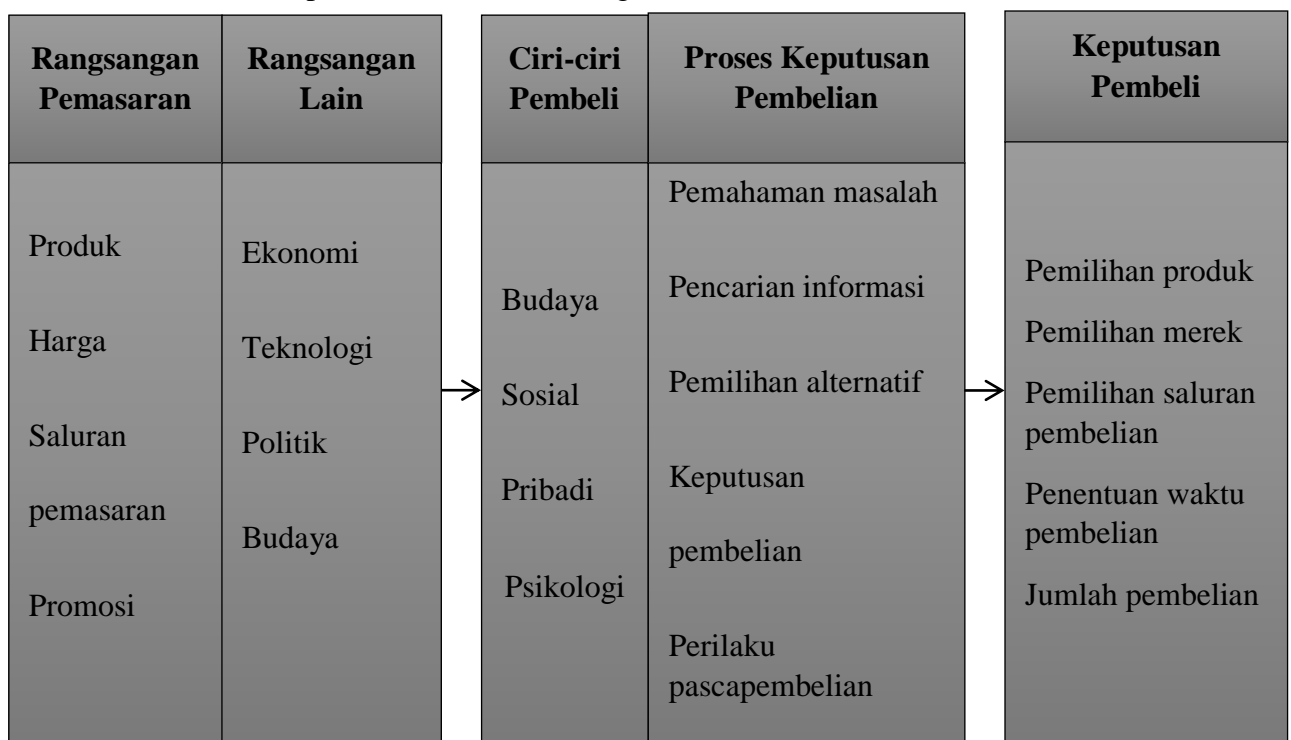 Rangsangan
Pemasaran
Produk
Harga
Saluran
pemasaran
Promosi
Rangsangan
Lain
Ekonomi
Teknologi
Politik
Budaya
Ciri-ciri
Pembeli
Budaya
Sosial
Pribadi
Psikologi
Proses Keputusan
Pembelian
Pemahaman masalah
Pencarian informasi
Pemilihan alternatif
Keputusan
pembelian
Perilaku
pascapembelian
Keputusan
Pembeli
Pemilihan produk
Pemilihan merek
Pemilihan saluran
pembelian
Penentuan waktu
pembelian
Jumlah pembelian